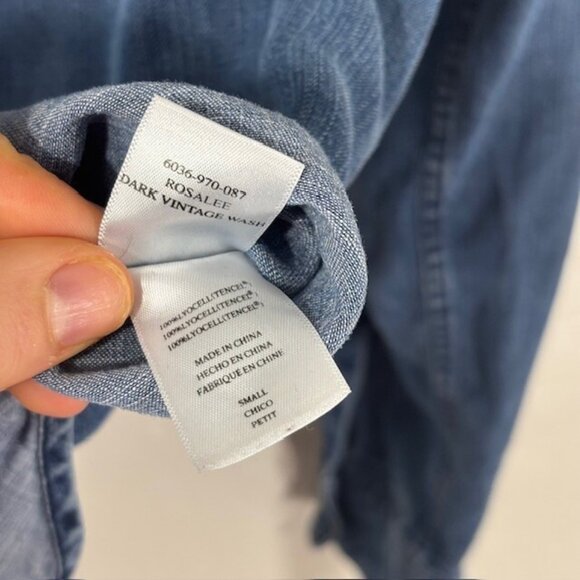 6036-970-087
ROSALEE
DARK VINTAGE WASH
100%LYOCELL(TENCEL®)
100%LYOCELL(TENCEL®)
100%LYOCELL(TENCEL®)
MADE IN CHINA
HECHO EN CHINA
FABRIQUE EN CHINE
SMALL
CHICO
PETIT